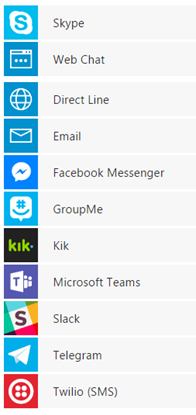 Skype
Web Chat
Direct Line
Email
Facebook Messenger
GroupMe
kik. Kik
Microsoft Teams
Slack
Telegram
Twilio (SMS)